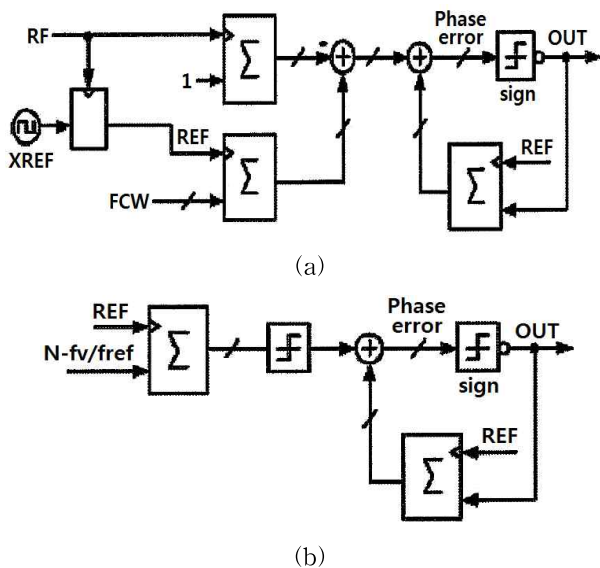 RF
1
XREF
REF
FCW
Phase
error
sign
OUT
REF
Σ
Σ
Σ
(a)
REF
N-fv/fref
Σ
Phase
error
sign
OUT
REF
Σ
(b)